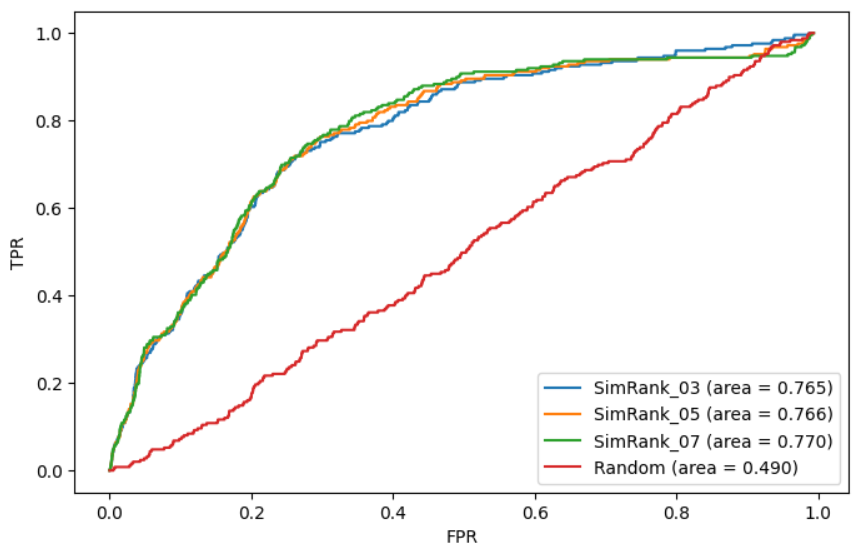 1.0
0.8
0.6
0.4
0.2
0.0
TPR
0.0 0.2 0.4 0.6 0.8 1.0
FPR
SimRank_03 (area = 0.765)
SimRank_05 (area = 0.766)
SimRank_07 (area = 0.770)
Random (area = 0.490)